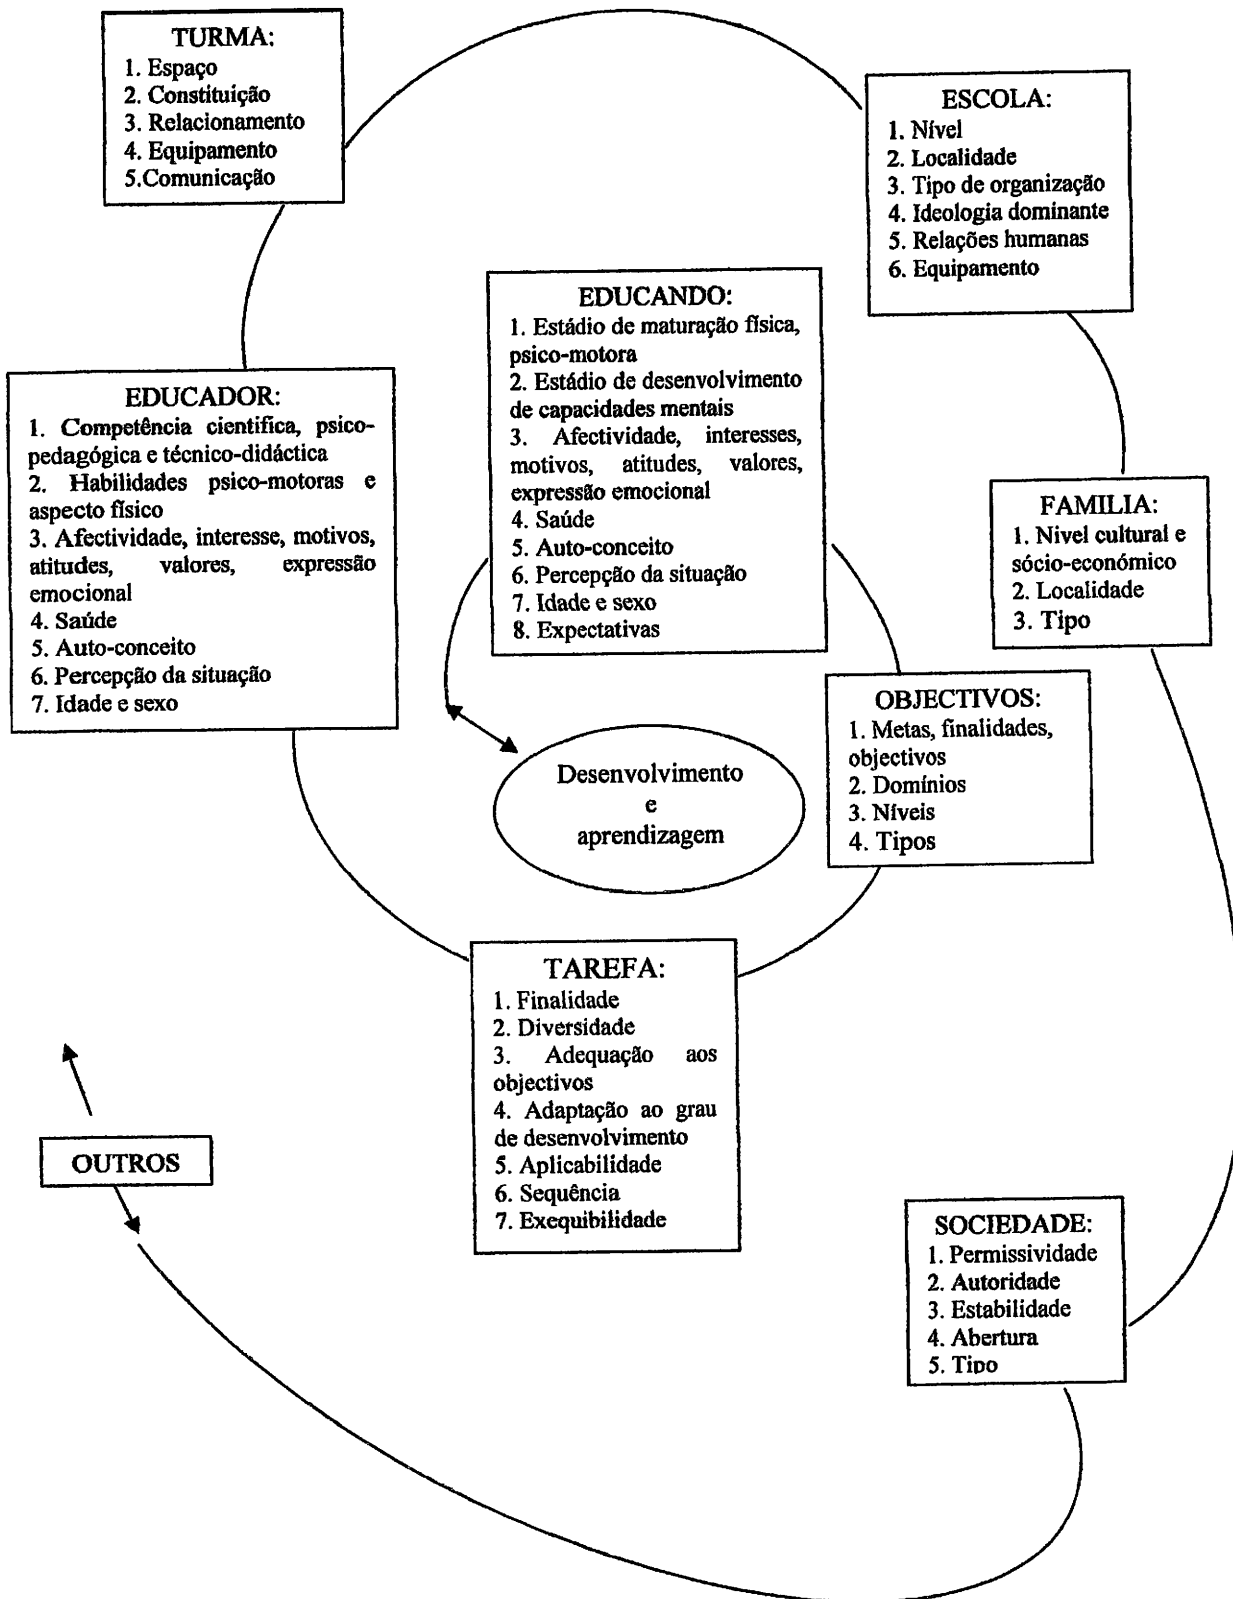 TURMA:
1. Espaço
2. Constituição
3. Relacionamento
4. Equipamento
5.Comunicação
ESCOLA:
1. Nível
2. Localidade
3. Tipo de organização
4. Ideologia dominante
5. Relações humanas
6. Equipamento
EDUCANDO:
1. Estádio de maturação física,
psico-motora
2. Estádio de desenvolvimento
de capacidades mentais
3. Afectividade, interesses,
motivos, atitudes, valores,
expressão emocional
4. Saúde
5. Auto-conceito
6. Percepção da situação
7. Idade e sexo
8. Expectativas
EDUCADOR:
1. Competência cientifica, psico-
pedagógica e técnico-didáctica
2. Habilidades psico-motoras e
aspecto físico
3. Afectividade, interesse, motivos,
atitudes, valores, expressão
emocional
4. Saúde
5. Auto-conceito
6. Percepção da situação
7. Idade e sexo
FAMILIA:
1. Nivel cultural e
sócio-económico
2. Localidade
3. Tipo
OBJECTIVOS:
1. Metas, finalidades,
objectivos
2. Domínios
3. Níveis
4. Tipos
Desenvolvimento
e
aprendizagem
TAREFA:
1. Finalidade
2. Diversidade
3. Adequação aos
objectivos
4. Adaptação ao grau
de desenvolvimento
5. Aplicabilidade
6. Sequência
7. Exequibilidade
OUTROS
SOCIEDADE:
1. Permissividade
2. Autoridade
3. Estabilidade
4. Abertura
5. Tipo